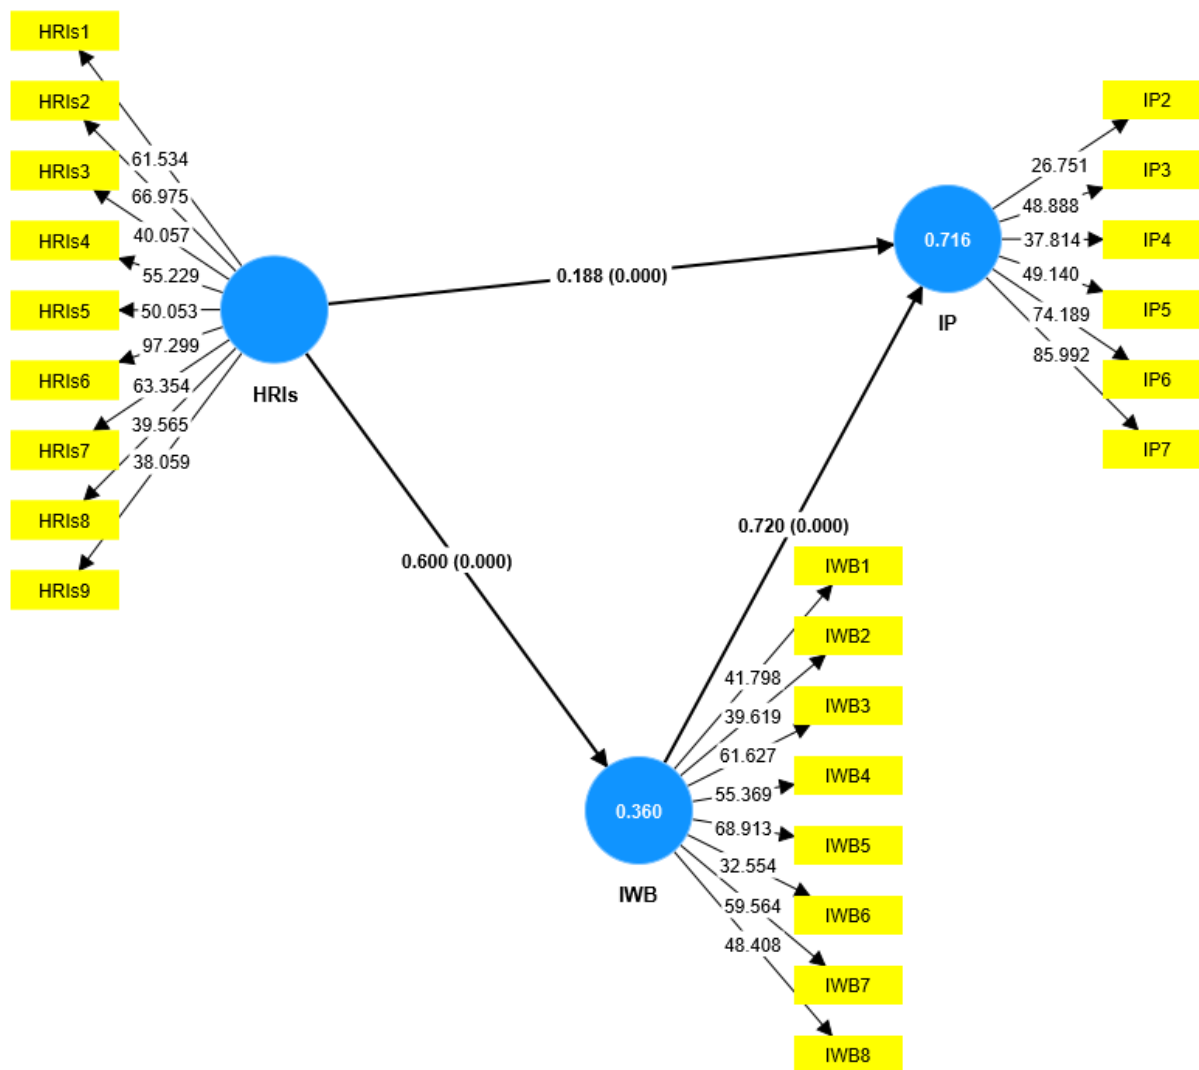 HRIs1
HRIs2
HRIs3
HRIs4
HRIs5
HRIs6
HRIs7
HRIs8
HRIs9
61.534
66.975
40.057
55.229
50.053
97.299
63.354
39.565
38.059
HRIs
0.188 (0.000)
0.600 (0.000)
0.720 (0.000)
0.716
IP
26.751
48.888
37.814
49.140
74.189
85.992
IP2
IP3
IP4
IP5
IP6
IP7
0.360
IWB
41.798
39.619
61.627
55.369
68.913
32.554
59.564
48.408
IWB1
IWB2
IWB3
IWB4
IWB5
IWB6
IWB7
IWB8